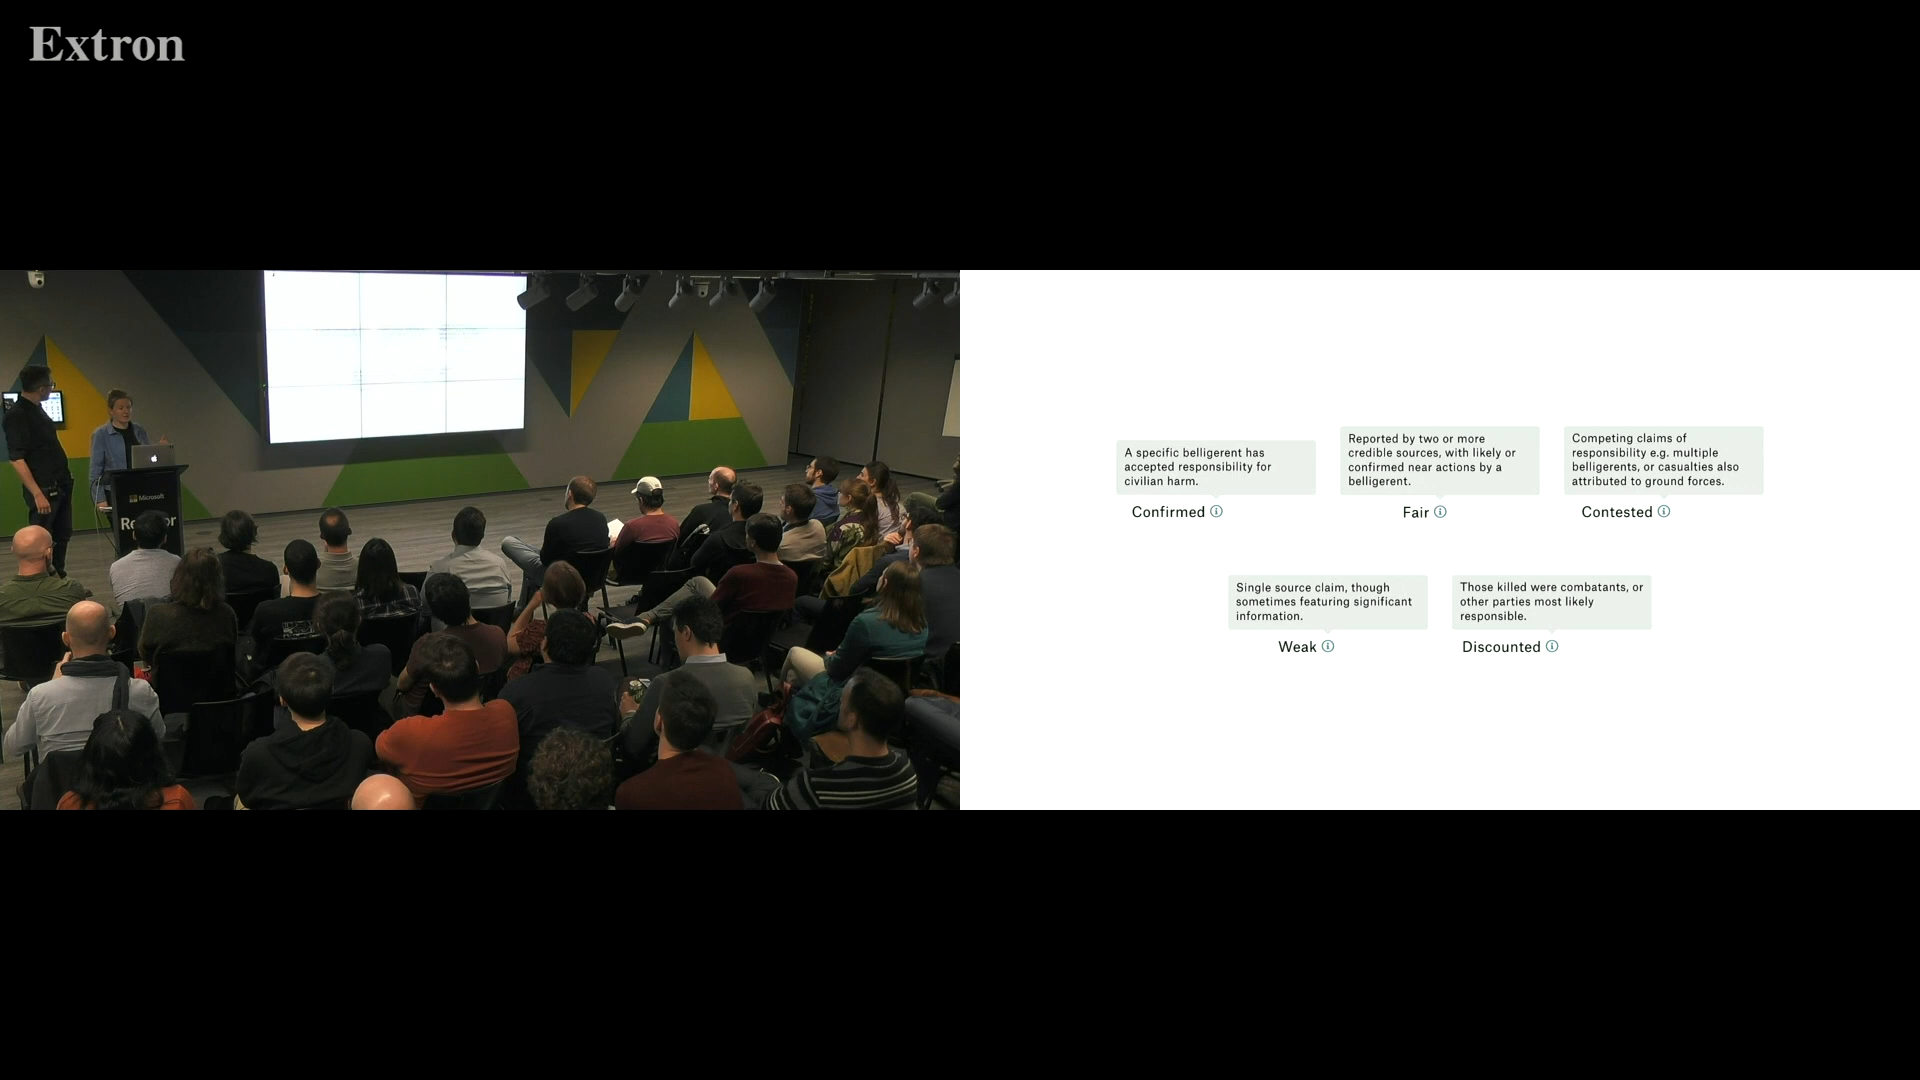 Extron
Microsoft
A specific belligerent has
accepted responsibility for
civilian harm.
Confirmed
Reported by two or more
credible sources, with likely or
confirmed near actions by a
belligerent.
Fair
Competing claims of
responsibility e.g. multiple
belligerents, or casualties also
attributed to ground forces.
Contested
Single source claim, though
sometimes featuring significant
information.
Weak
Those killed were combatants, or
other parties most likely
responsible.
Discounted